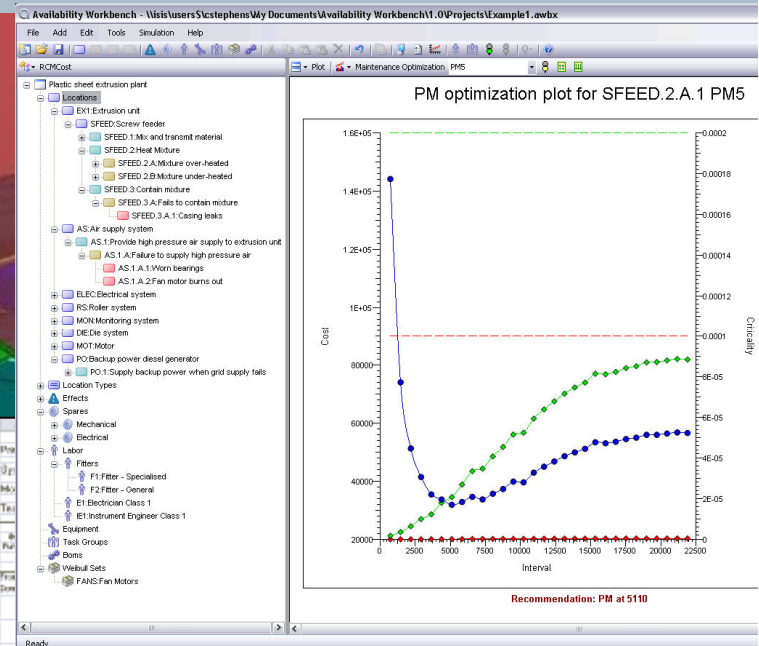 Availability Workbench - \\isis\users$\cstephens\My Documents\Availability Workbench\1.0\Projects\Example1.awbx
File Add Edit Tools Simulation Help
RCMCost
Plot Maintenance Optimization PM5
Plastic sheet extrusion plant
Locations
EX1:Extrusion unit
SFEED:Screw feeder
SFEED.1:Mix and transmit material
SFEED.2:Heat Mixture
SFEED.2.A:Mixture over-heated
SFEED.2.B:Mixture under-heated
SFEED.3:Contain mixture
SFEED.3.A:Fails to contain mixture
SFEED.3.A.1:Casing leaks
AS:Air supply system
AS.1:Provide high pressure air supply to extrusion unit
AS.1.A:Failure to supply high pressure air
AS.1.A.1:Worn bearings
AS.1.A.2:Fan motor burns out
ELEC:Electrical system
RS:Roller system
MON:Monitoring system
DIE:Die system
MOT:Motor
PO:Backup power diesel generator
PO.1:Supply backup power when grid supply fails
Location Types
Effects
Spares
Mechanical
Electrical
Labor
Fitters
F1:Fitter - Specialised
F2:Fitter - General
E1:Electrician Class 1
IE1:Instrument Engineer Class 1
Equipment
Task Groups
Boms
Weibull Sets
FANS:Fan Motors
PM optimization plot for SFEED.2.A.1 PM5
1.6E+05
1.4E+05
1.2E+05
1E+05
80000
60000
40000
20000
Cost
0.0002
0.00018
0.00016
0.00014
0.00012
0.0001
8E-05
6E-05
4E-05
2E-05
0
Criticality
0 2500 5000 7500 10000 12500 15000 17500 20000 22500
Interval
Recommendation: PM at 5110
Ready